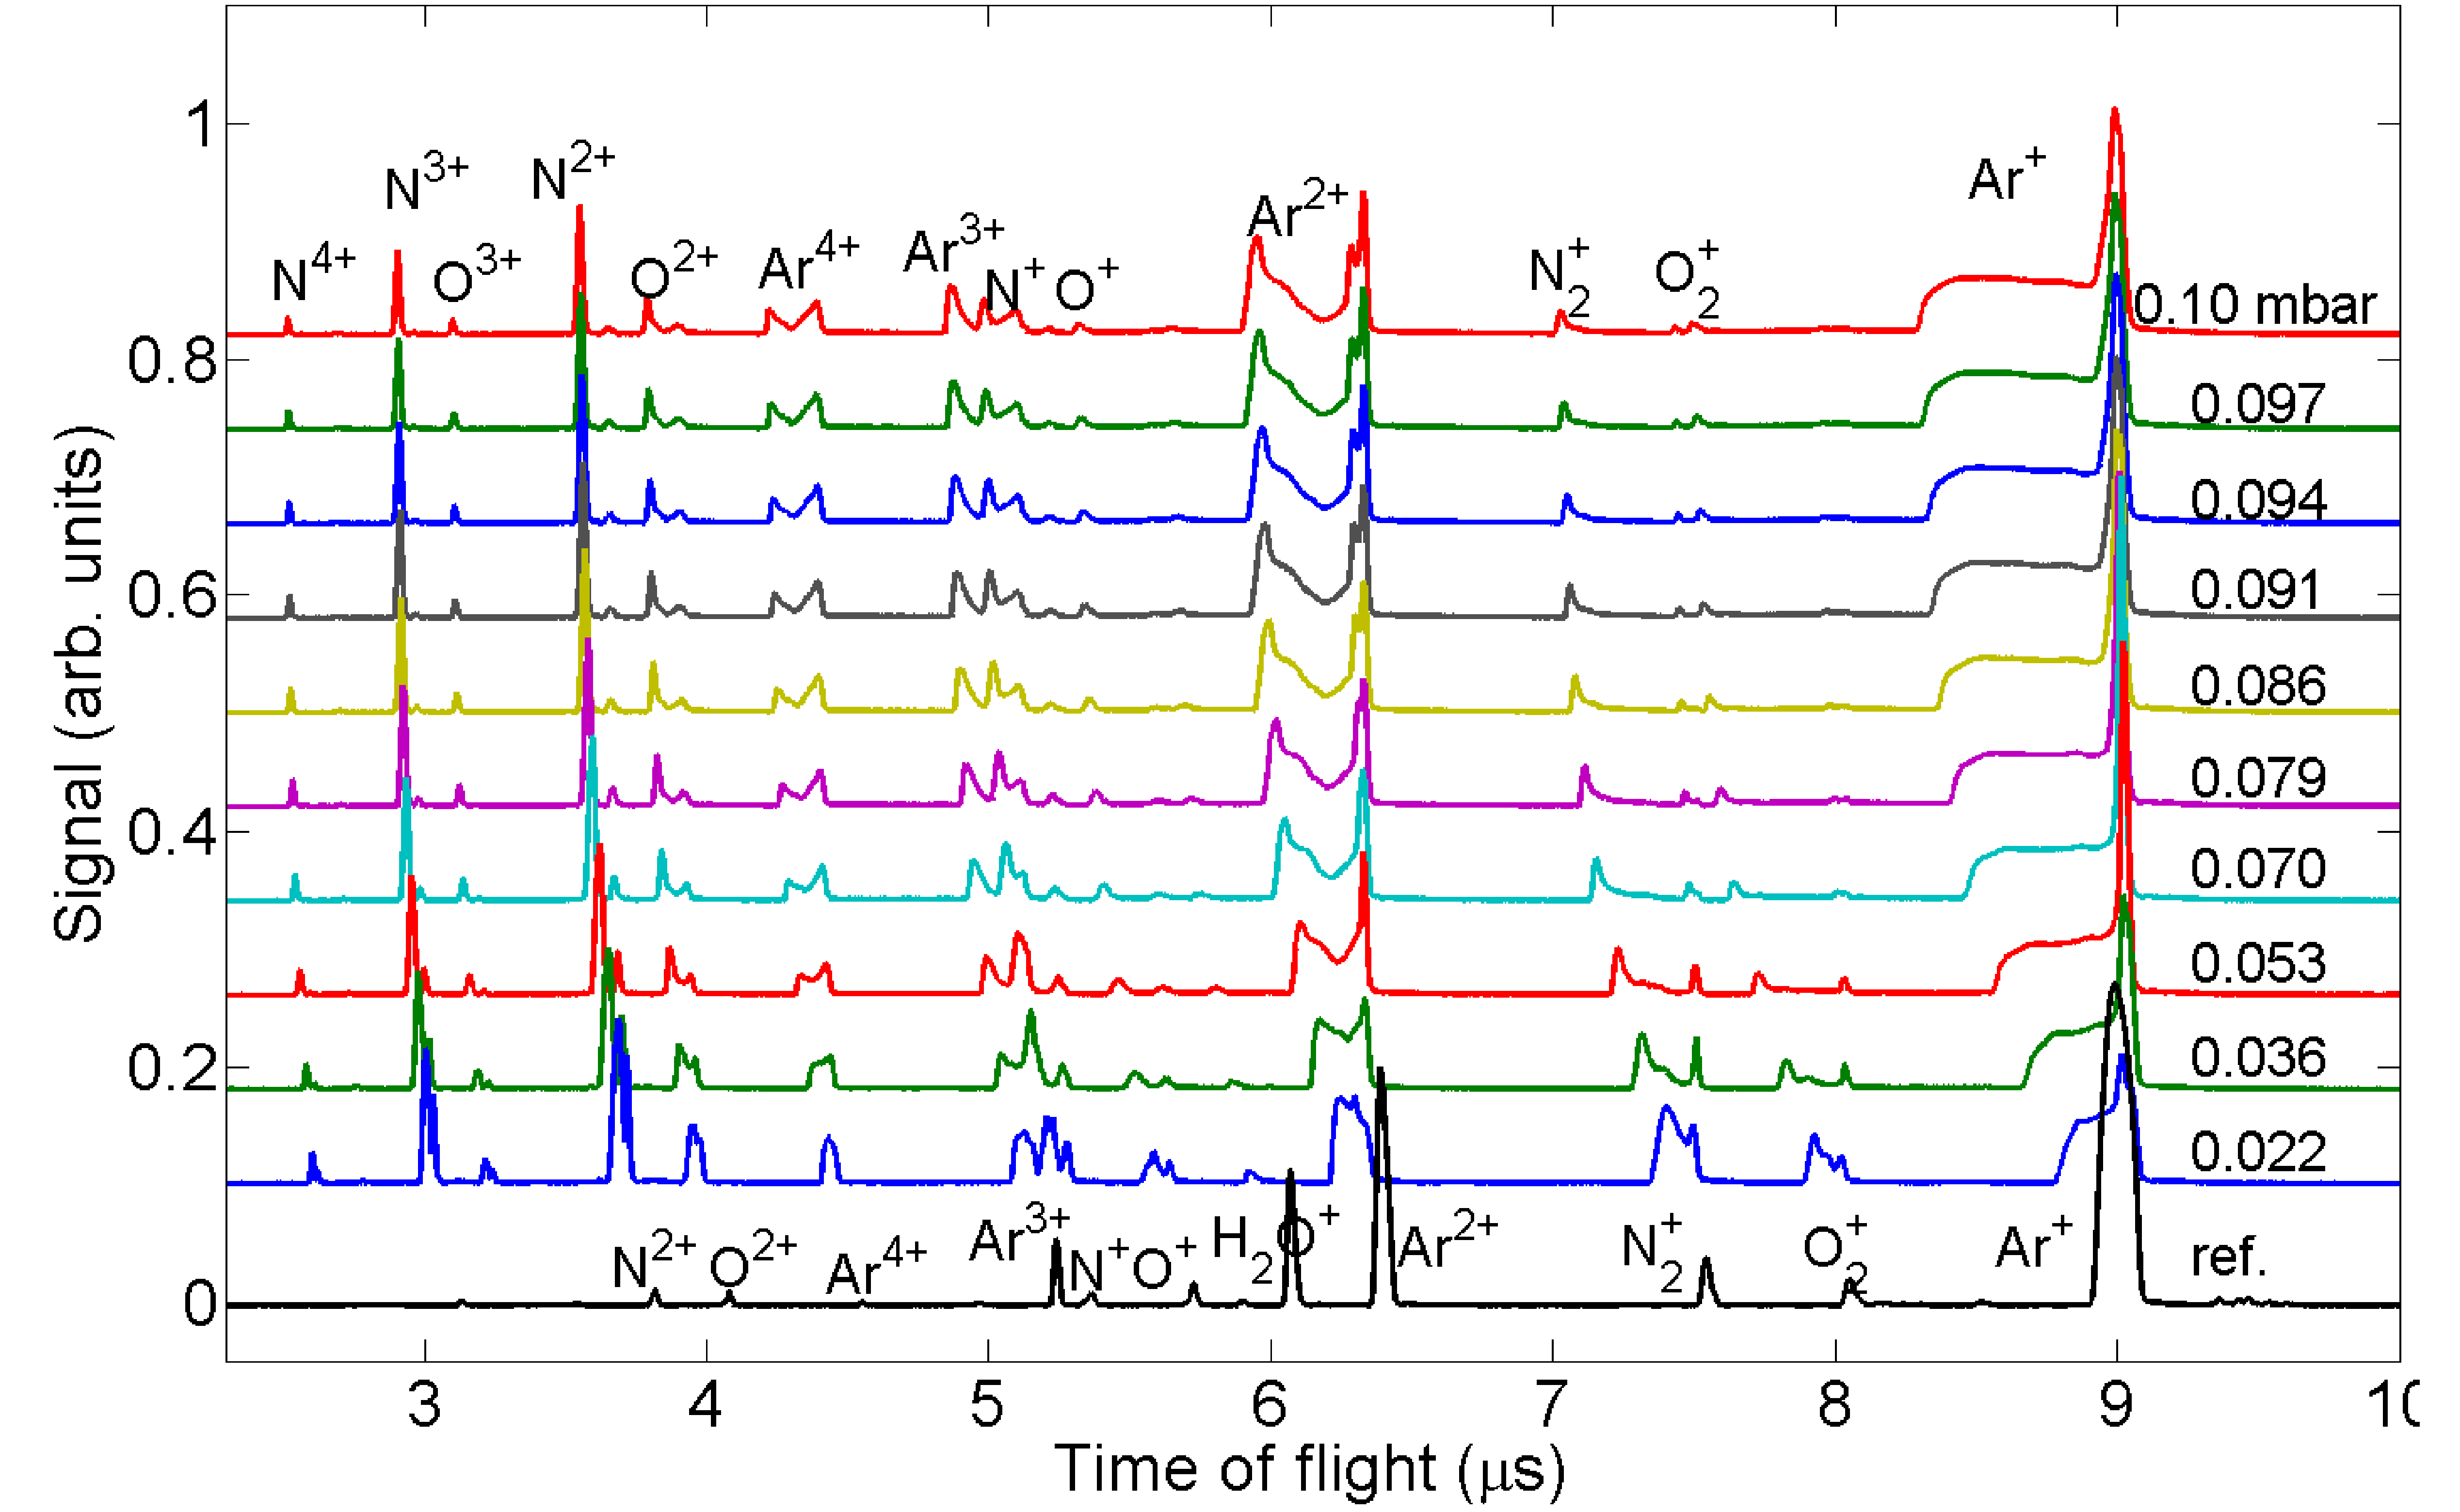 1
0.8
0.6
0.4
0.2
0
Signal (arb. units)
N4+
N3+
O3+
N2+
O2+
Ar4+
Ar3+
N+
O+
Ar2+
N2+
O2+
Ar+
0.10 mbar
0.097
0.094
0.091
0.086
0.079
0.070
0.053
0.036
0.022
ref.
N2+
O2+
Ar4+
Ar3+
N+
O+
H2O+
Ar2+
N2+
O2+
Ar+
3
4
5
6
7
8
9
Time of flight (μs)